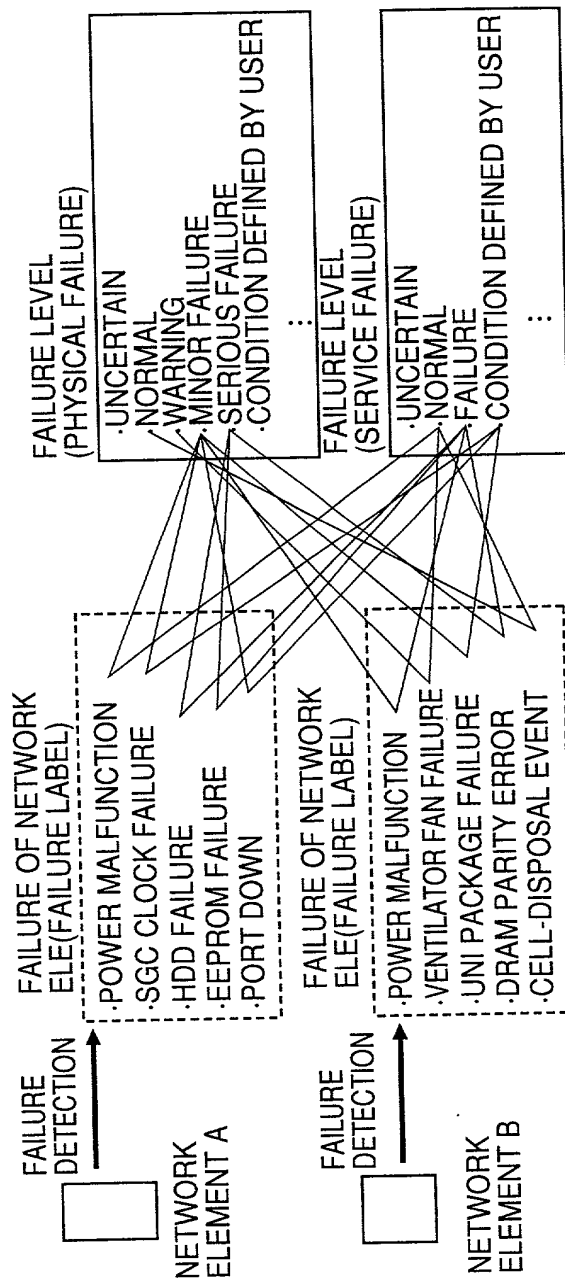 NETWORK
ELEMENT A
FAILURE
DETECTION
FAILURE OF NETWORK
ELE(FAILURE LABEL)
·POWER MALFUNCTION
·SGC CLOCK FAILURE
·HDD FAILURE
·EEPROM FAILURE
·PORT DOWN
FAILURE LEVEL
(PHYSICAL FAILURE)
·UNCERTAIN
·NORMAL
·WARNING
·MINOR FAILURE
·SERIOUS FAILURE
·CONDITION DEFINED BY USER
⋮
NETWORK
ELEMENT B
FAILURE
DETECTION
FAILURE OF NETWORK
ELE(FAILURE LABEL)
·POWER MALFUNCTION
·VENTILATOR FAN FAILURE
·UNI PACKAGE FAILURE
·DRAM PARITY ERROR
·CELL-DISPOSAL EVENT
FAILURE LEVEL
(SERVICE FAILURE)
·UNCERTAIN
·NORMAL
·FAILURE
·CONDITION DEFINED BY USER
⋮